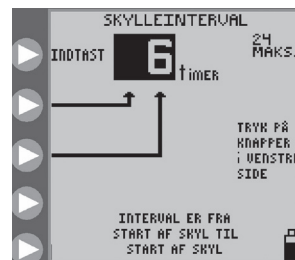 SKYLLEINTERVAL
INDTAST 6 timer
24
MAKS.
TRYK PÅ
KNAPPER
i VENSTRE
SIDE
INTERVAL ER FRA
START AF SKYL TIL
START AF SKYL